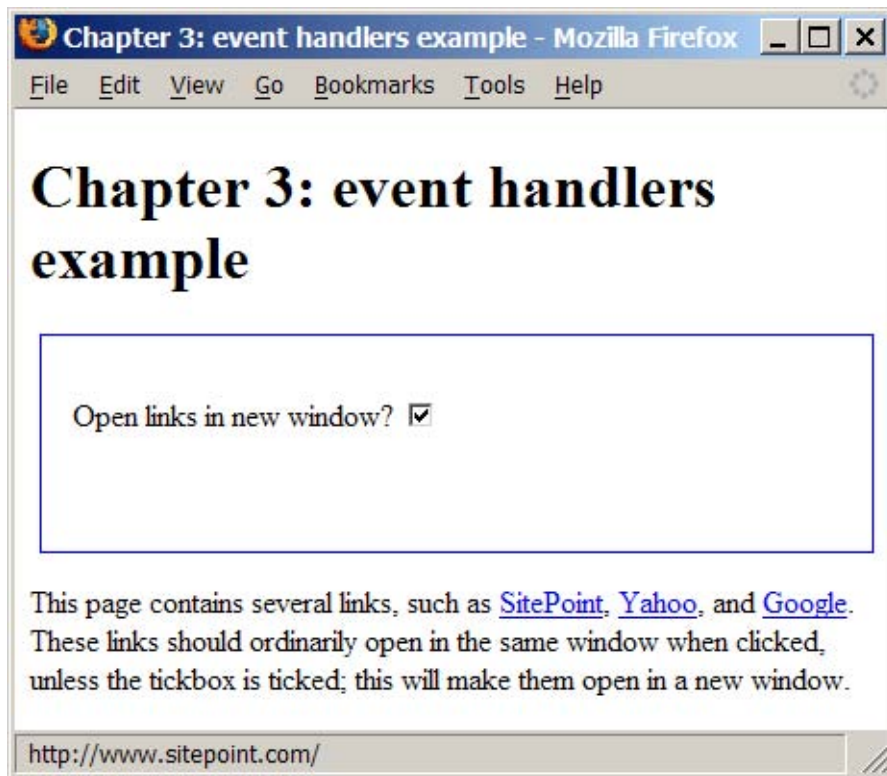 Chapter 3: event handlers example - Mozilla Firefox
File Edit View Go Bookmarks Tools Help
Chapter 3: event handlers
example
Open links in new window?
This page contains several links, such as SitePoint, Yahoo, and Google.
These links should ordinarily open in the same window when clicked,
unless the tickbox is ticked; this will make them open in a new window.
http://www.sitepoint.com/